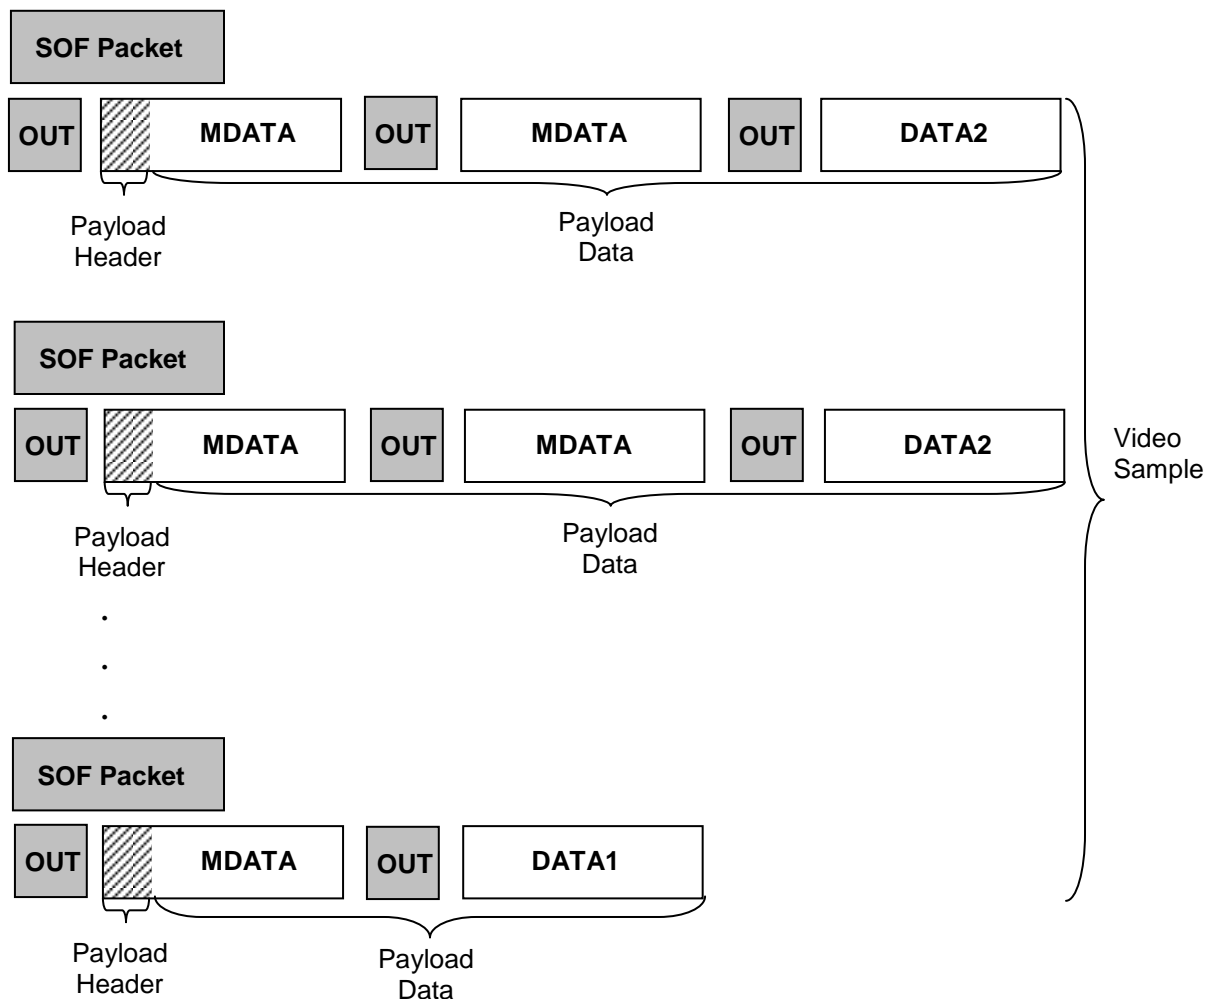 SOF Packet
OUT MDATA OUT MDATA OUT DATA2
Payload
Header
Payload
Data
SOF Packet
OUT MDATA OUT MDATA OUT DATA2
Payload
Header
Payload
Data
Video
Sample
.
.
.
SOF Packet
OUT MDATA OUT DATA1
Payload
Header
Payload
Data